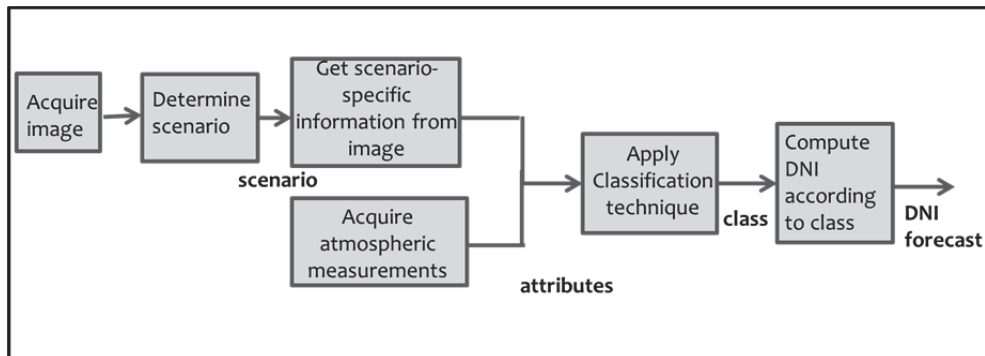 Acquire
image
Determine
scenario
Get scenario-
specific
information from
image
scenario
Acquire
atmospheric
measurements
attributes
Apply
Classification
technique
class
Compute
DNI
according
to class
DNI
forecast